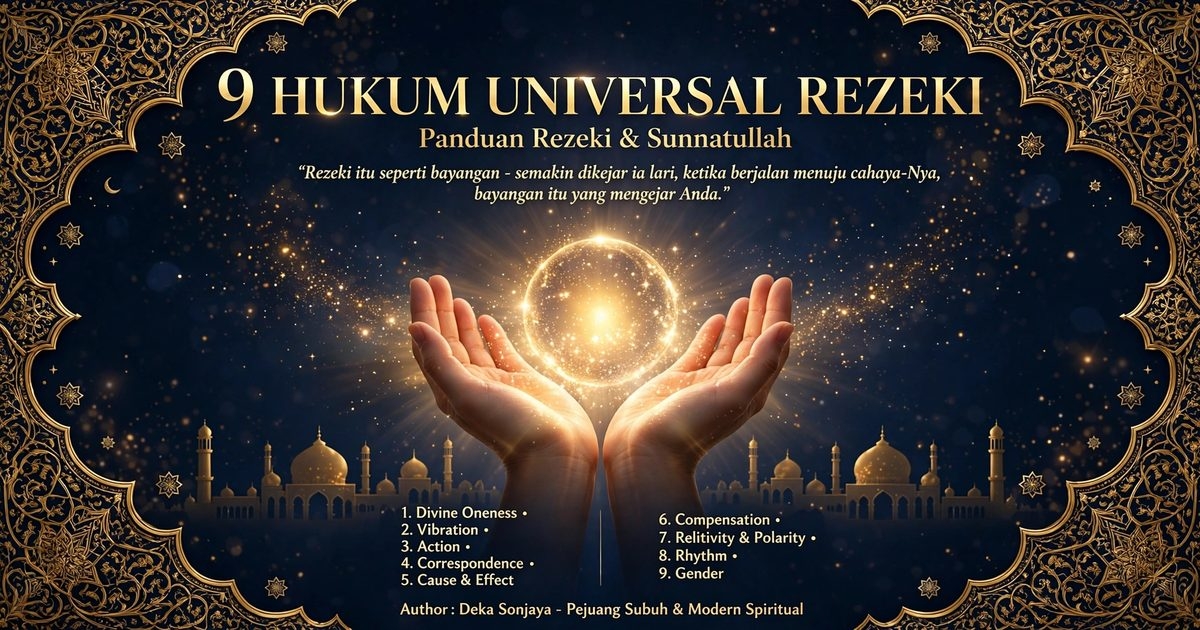 9 HUKUM UNIVERSAL REZEKI
Panduan Rezeki & Sunnatullah
“Rezeki itu seperti bayangan - semakin dikejar ia lari, ketika berjalan menuju cahaya-Nya,
bayangan itu yang mengejar Anda.”
1. Divine Oneness •
2. Vibration •
3. Action •
4. Correspondence •
5. Cause & Effect
6. Compensation •
7. Relitivity & Polarity •
8. Rhythm •
9. Gender
Author : Deka Sonjaya - Pejuang Subuh & Modern Spiritual